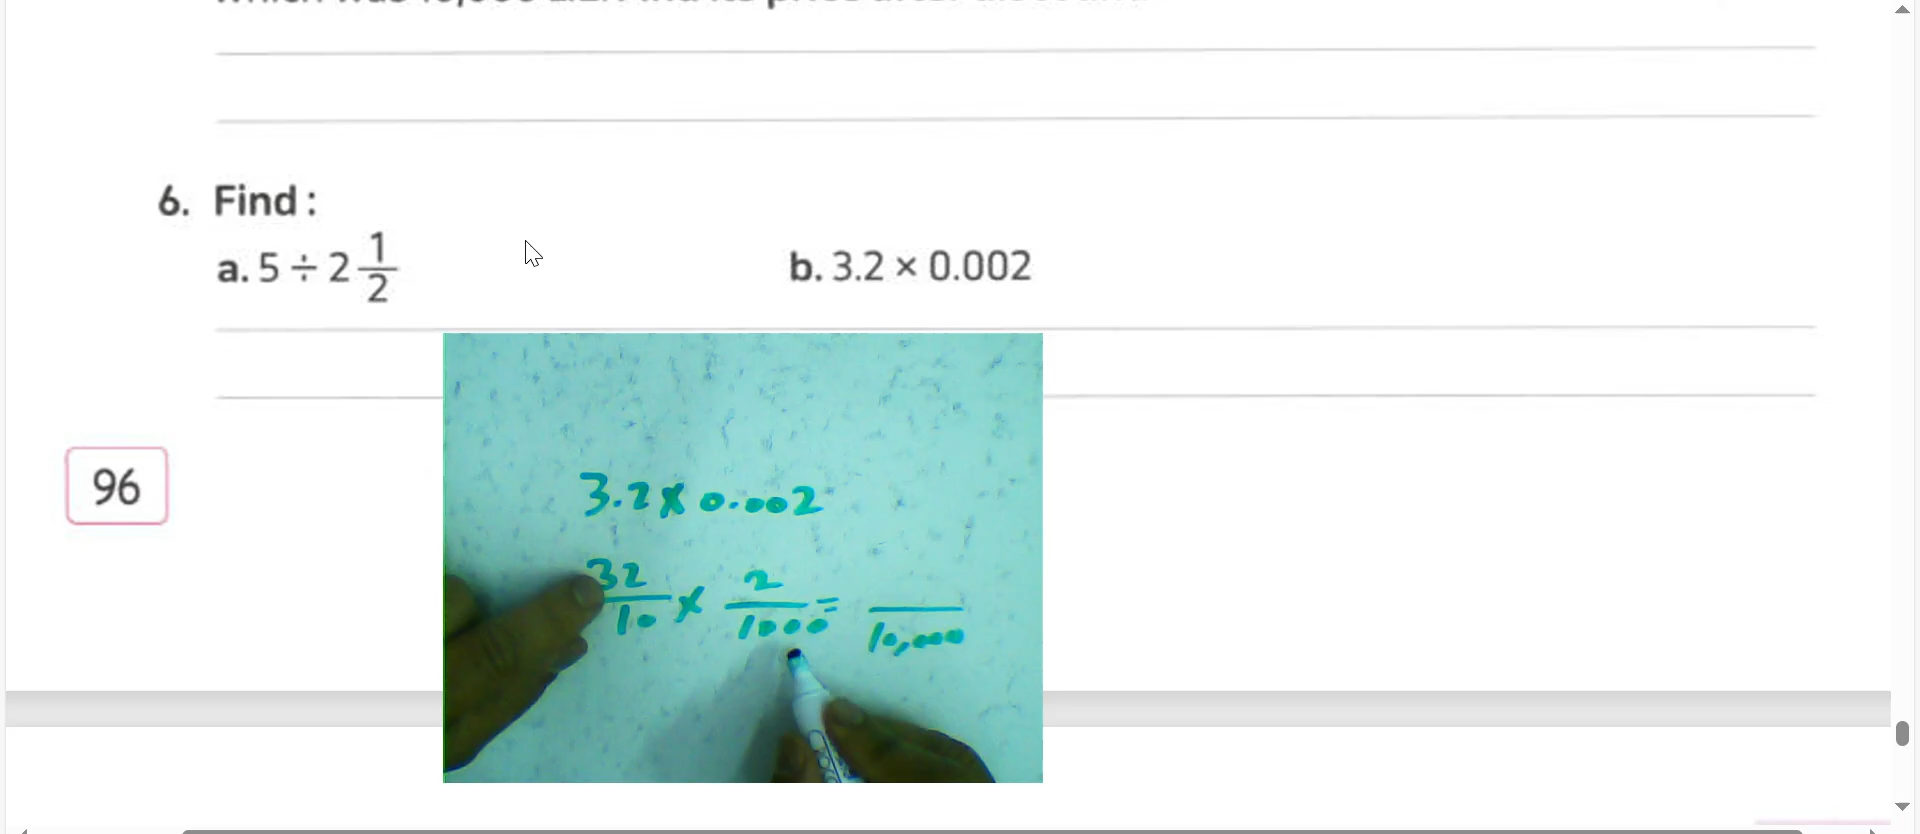 6. Find :
a. 5 ÷ 2 1/2
b. 3.2 × 0.002
96
3.2 × 0.002
32/10 × 2/1000 = /10,000